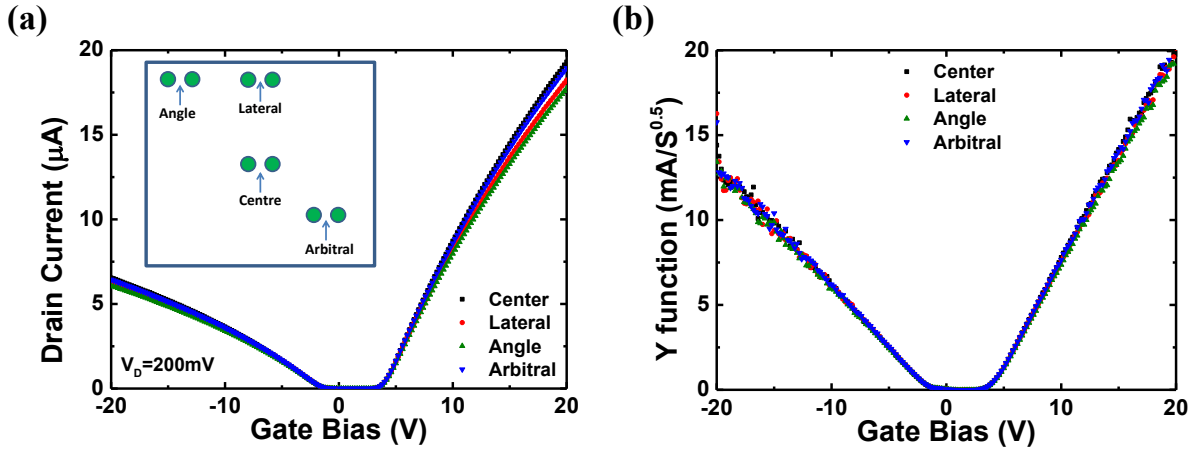 (a)
20
15
10
5
0
Drain Current (μA)
Angle
Lateral
Centre
Arbitral
Center
Lateral
Angle
Arbitral
V_D=200mV
-20 -10 0 10 20
Gate Bias (V)
(b)
20
15
10
5
0
Y function (mA/S^0.5)
Center
Lateral
Angle
Arbitral
-20 -10 0 10 20
Gate Bias (V)